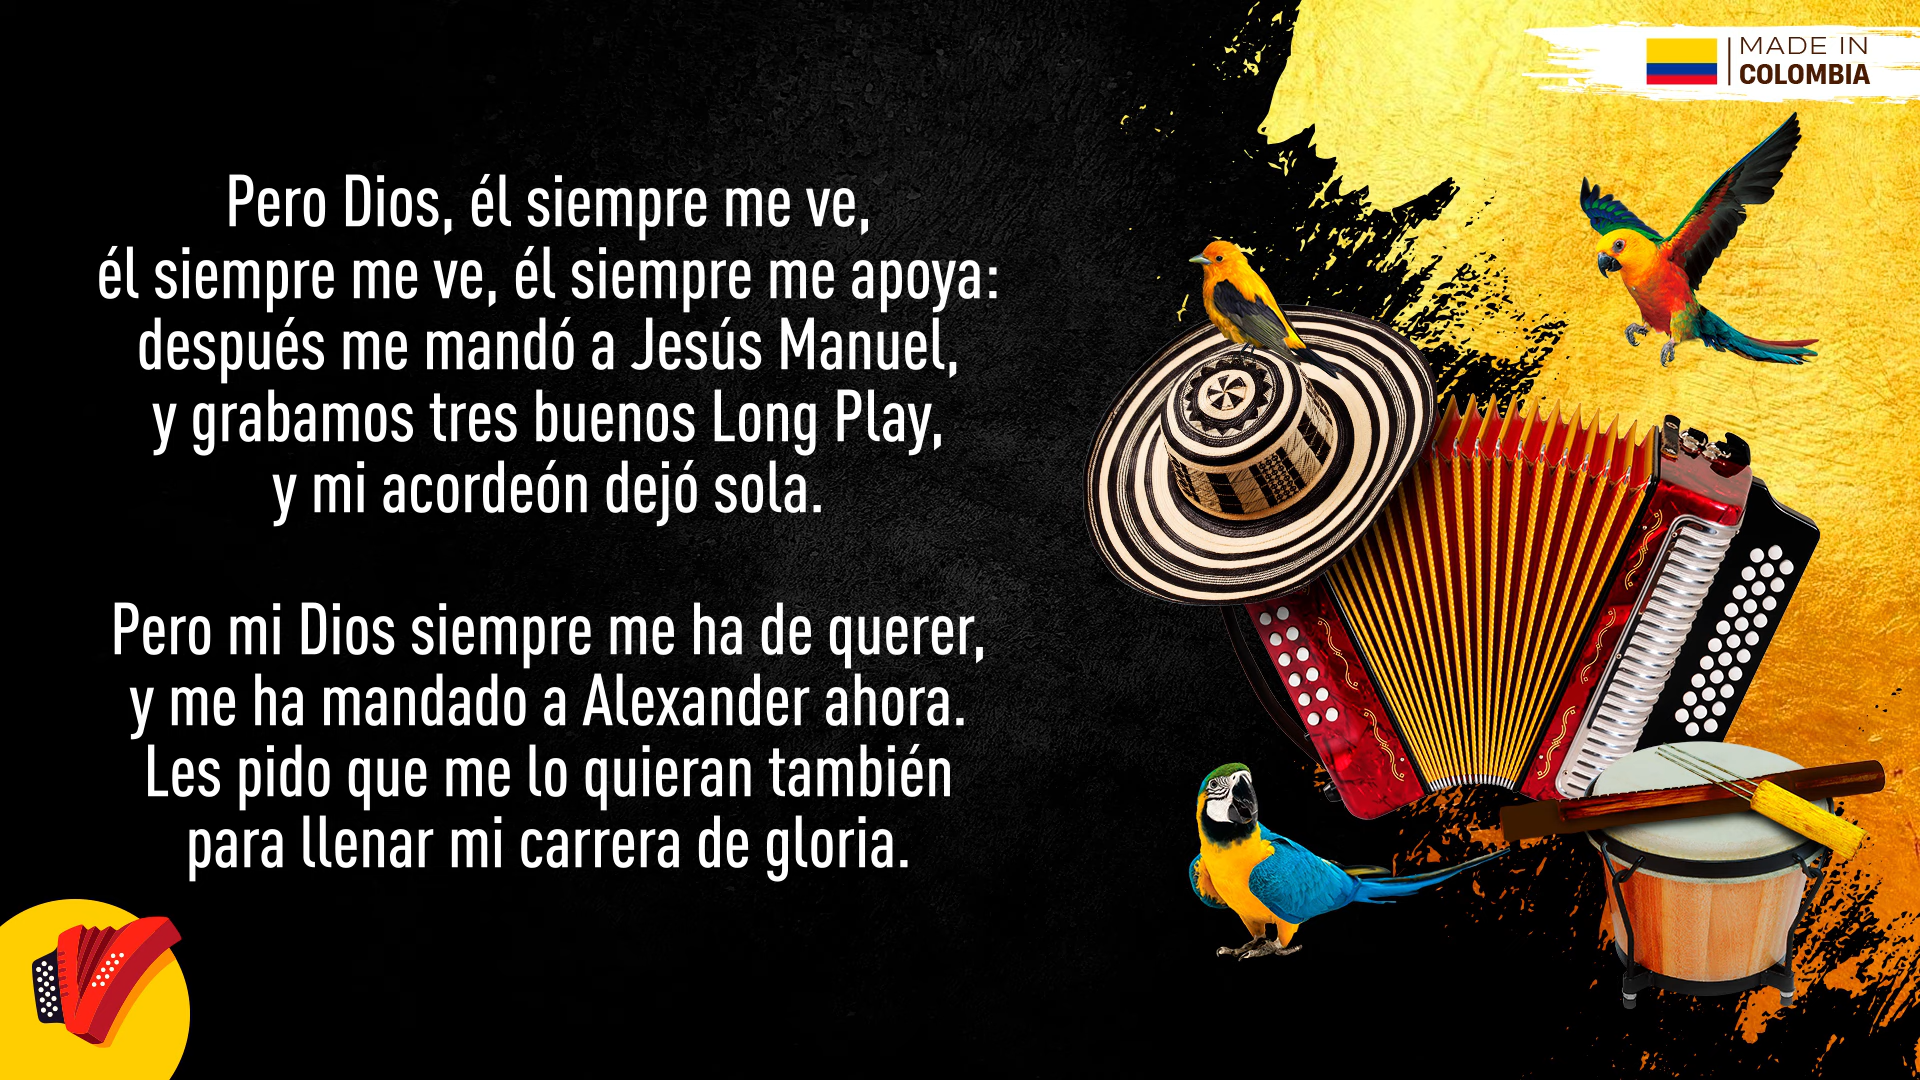 MADE IN
COLOMBIA
Pero Dios, él siempre me ve,
él siempre me ve, él siempre me apoya:
después me mandó a Jesús Manuel,
y grabamos tres buenos Long Play,
y mi acordeón dejó sola.
Pero mi Dios siempre me ha de querer,
y me ha mandado a Alexander ahora.
Les pido que me lo quieran también
para llenar mi carrera de gloria.